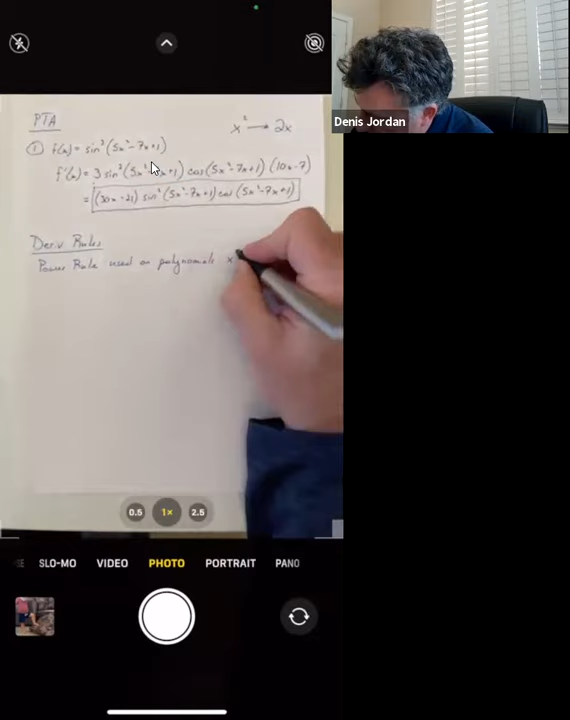 Denis Jordan
PTA
x² → 2x
① f(x) = sin³(5x²-7x+1)
f'(x) = 3 sin²(5x²-7x+1) cos(5x²-7x+1) (10x-7)
= (30x-21) sin²(5x²-7x+1) cos(5x²-7x+1)
Deriv Rules
Power Rule used on polynomials x
0.5 1× 2.5
SLO-MO VIDEO PHOTO PORTRAIT PANO